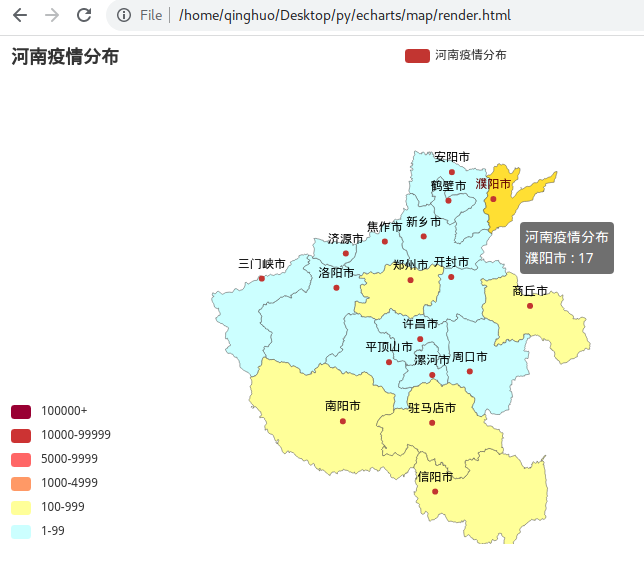 File /home/qinghuo/Desktop/py/echarts/map/render.html
河南疫情分布
河南疫情分布
安阳市
鹤壁市
濮阳市
新乡市
焦作市
济源市
河南疫情分布
濮阳市 : 17
三门峡市
洛阳市
郑州市
开封市
商丘市
许昌市
平顶山市
漯河市
周口市
南阳市
驻马店市
信阳市
100000+
10000-99999
5000-9999
1000-4999
100-999
1-99